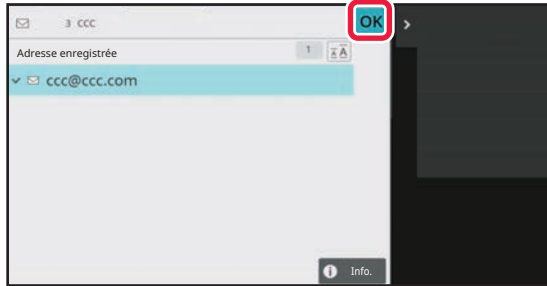 3 ccc
OK
Adresse enregistrée
1
A A
ccc@ccc.com
Info.